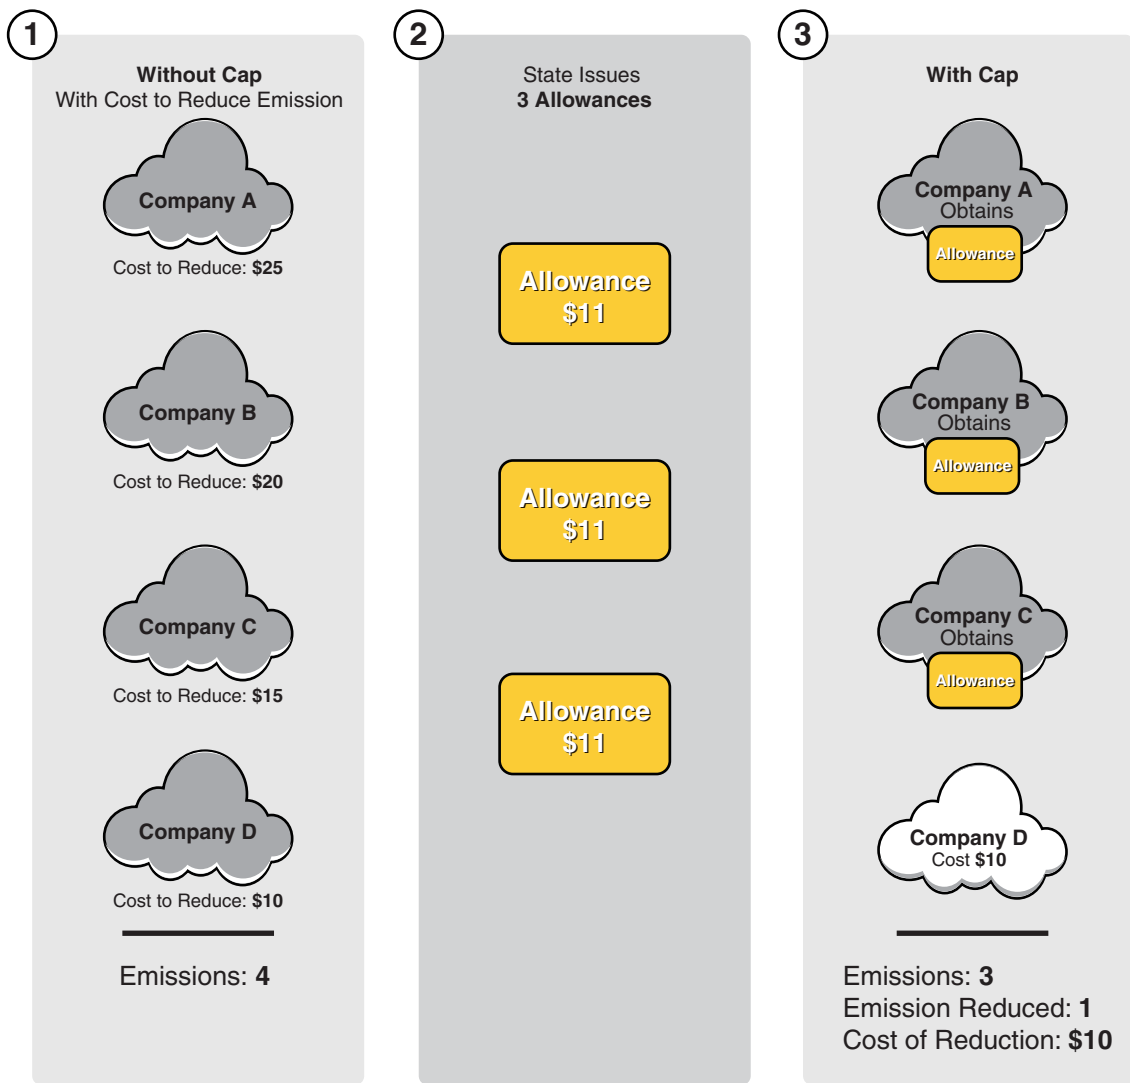 1
Without Cap
With Cost to Reduce Emission
Company A
Cost to Reduce: $25
Company B
Cost to Reduce: $20
Company C
Cost to Reduce: $15
Company D
Cost to Reduce: $10
Emissions: 4
2
State Issues
3 Allowances
Allowance
$11
Allowance
$11
Allowance
$11
3
With Cap
Company A
Obtains
Allowance
Company B
Obtains
Allowance
Company C
Obtains
Allowance
Company D
Cost $10
Emissions: 3
Emission Reduced: 1
Cost of Reduction: $10